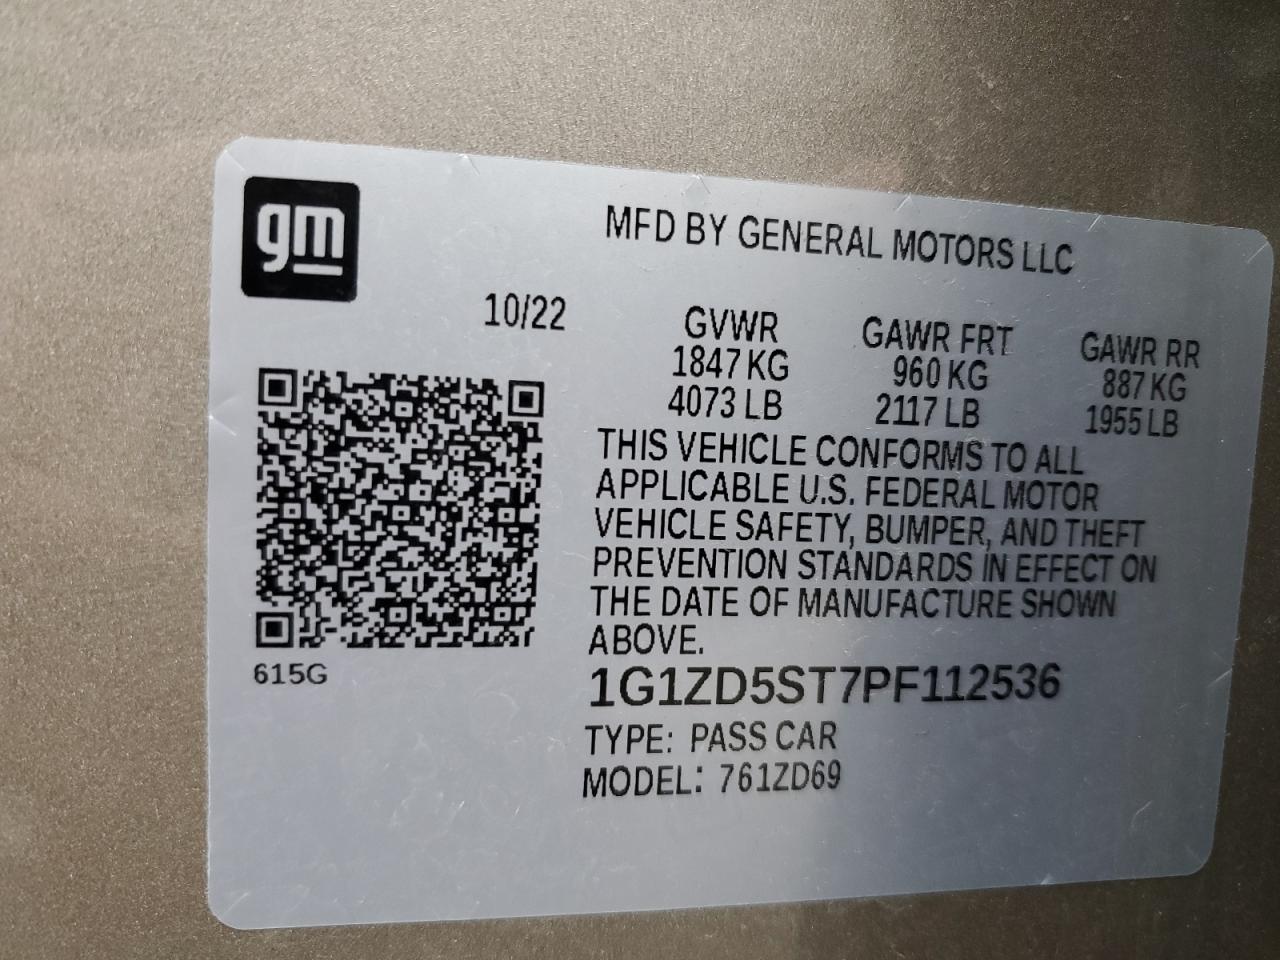 gm
MFD BY GENERAL MOTORS LLC
10/22
GVWR GAWR FRT GAWR RR
1847 KG 960 KG 887 KG
4073 LB 2117 LB 1955 LB
THIS VEHICLE CONFORMS TO ALL
APPLICABLE U.S. FEDERAL MOTOR
VEHICLE SAFETY, BUMPER, AND THEFT
PREVENTION STANDARDS IN EFFECT ON
THE DATE OF MANUFACTURE SHOWN
ABOVE.
615G
1G1ZD5ST7PF112536
TYPE: PASS CAR
MODEL: 761ZD69